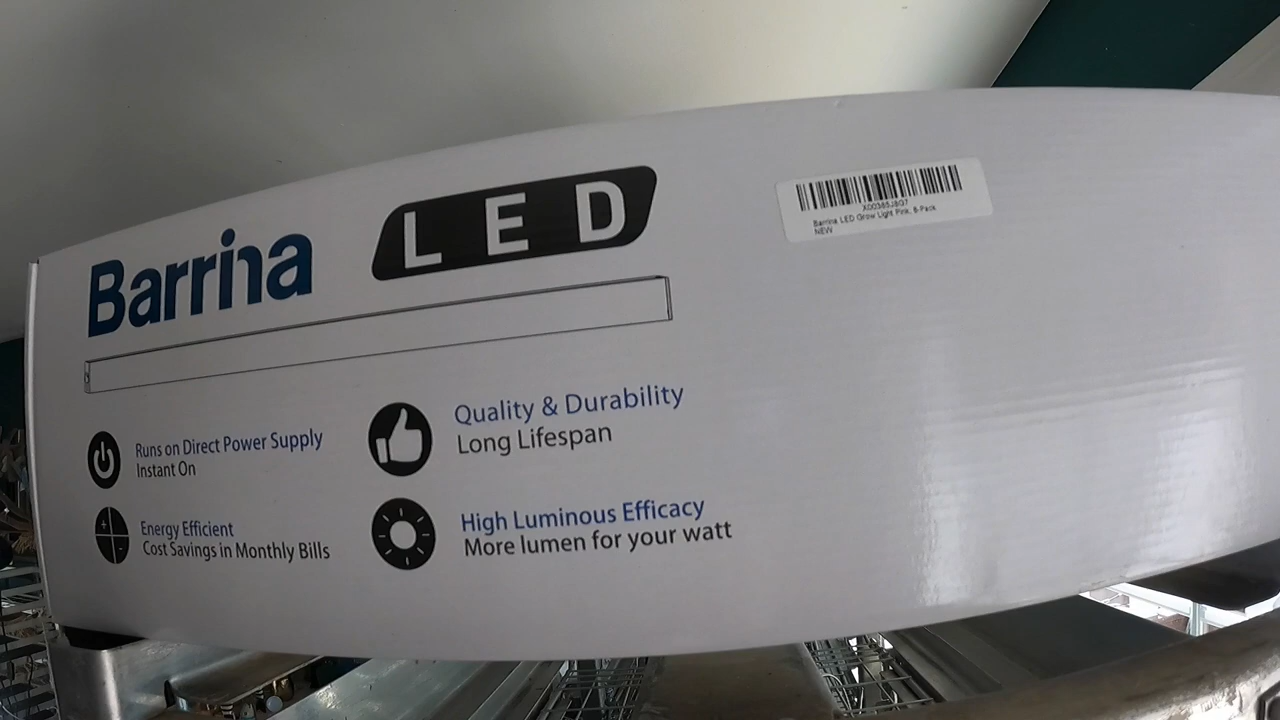 Barrina LED
X00385J8G7
Barrina LED Grow Light Pink, 8-Pack
NEW
Runs on Direct Power Supply
Instant On
Quality & Durability
Long Lifespan
Energy Efficient
Cost Savings in Monthly Bills
High Luminous Efficacy
More lumen for your watt